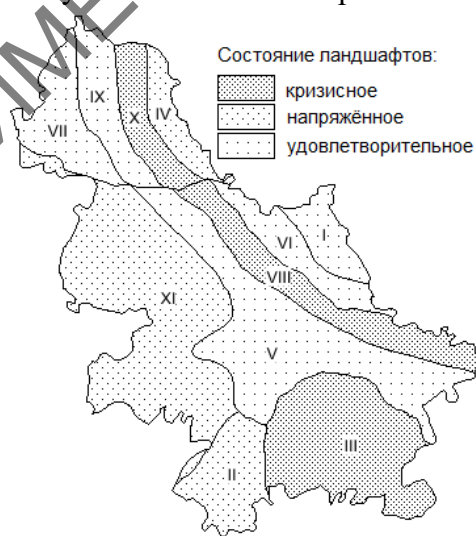 Состояние ландшафтов:
кризисное
напряжённое
удовлетворительное
IX
X
IV
VII
I
VI
VIII
XI
V
III
II